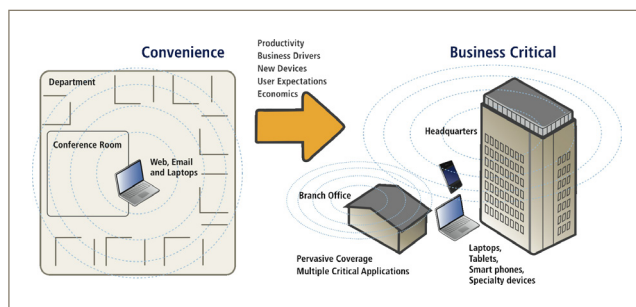 Convenience
Department
Conference Room
Web, Email
and Laptops
Productivity
Business Drivers
New Devices
User Expectations
Economics
Business Critical
Headquarters
Branch Office
Pervasive Coverage
Multiple Critical Applications
Laptops,
Tablets,
Smart phones,
Specialty devices